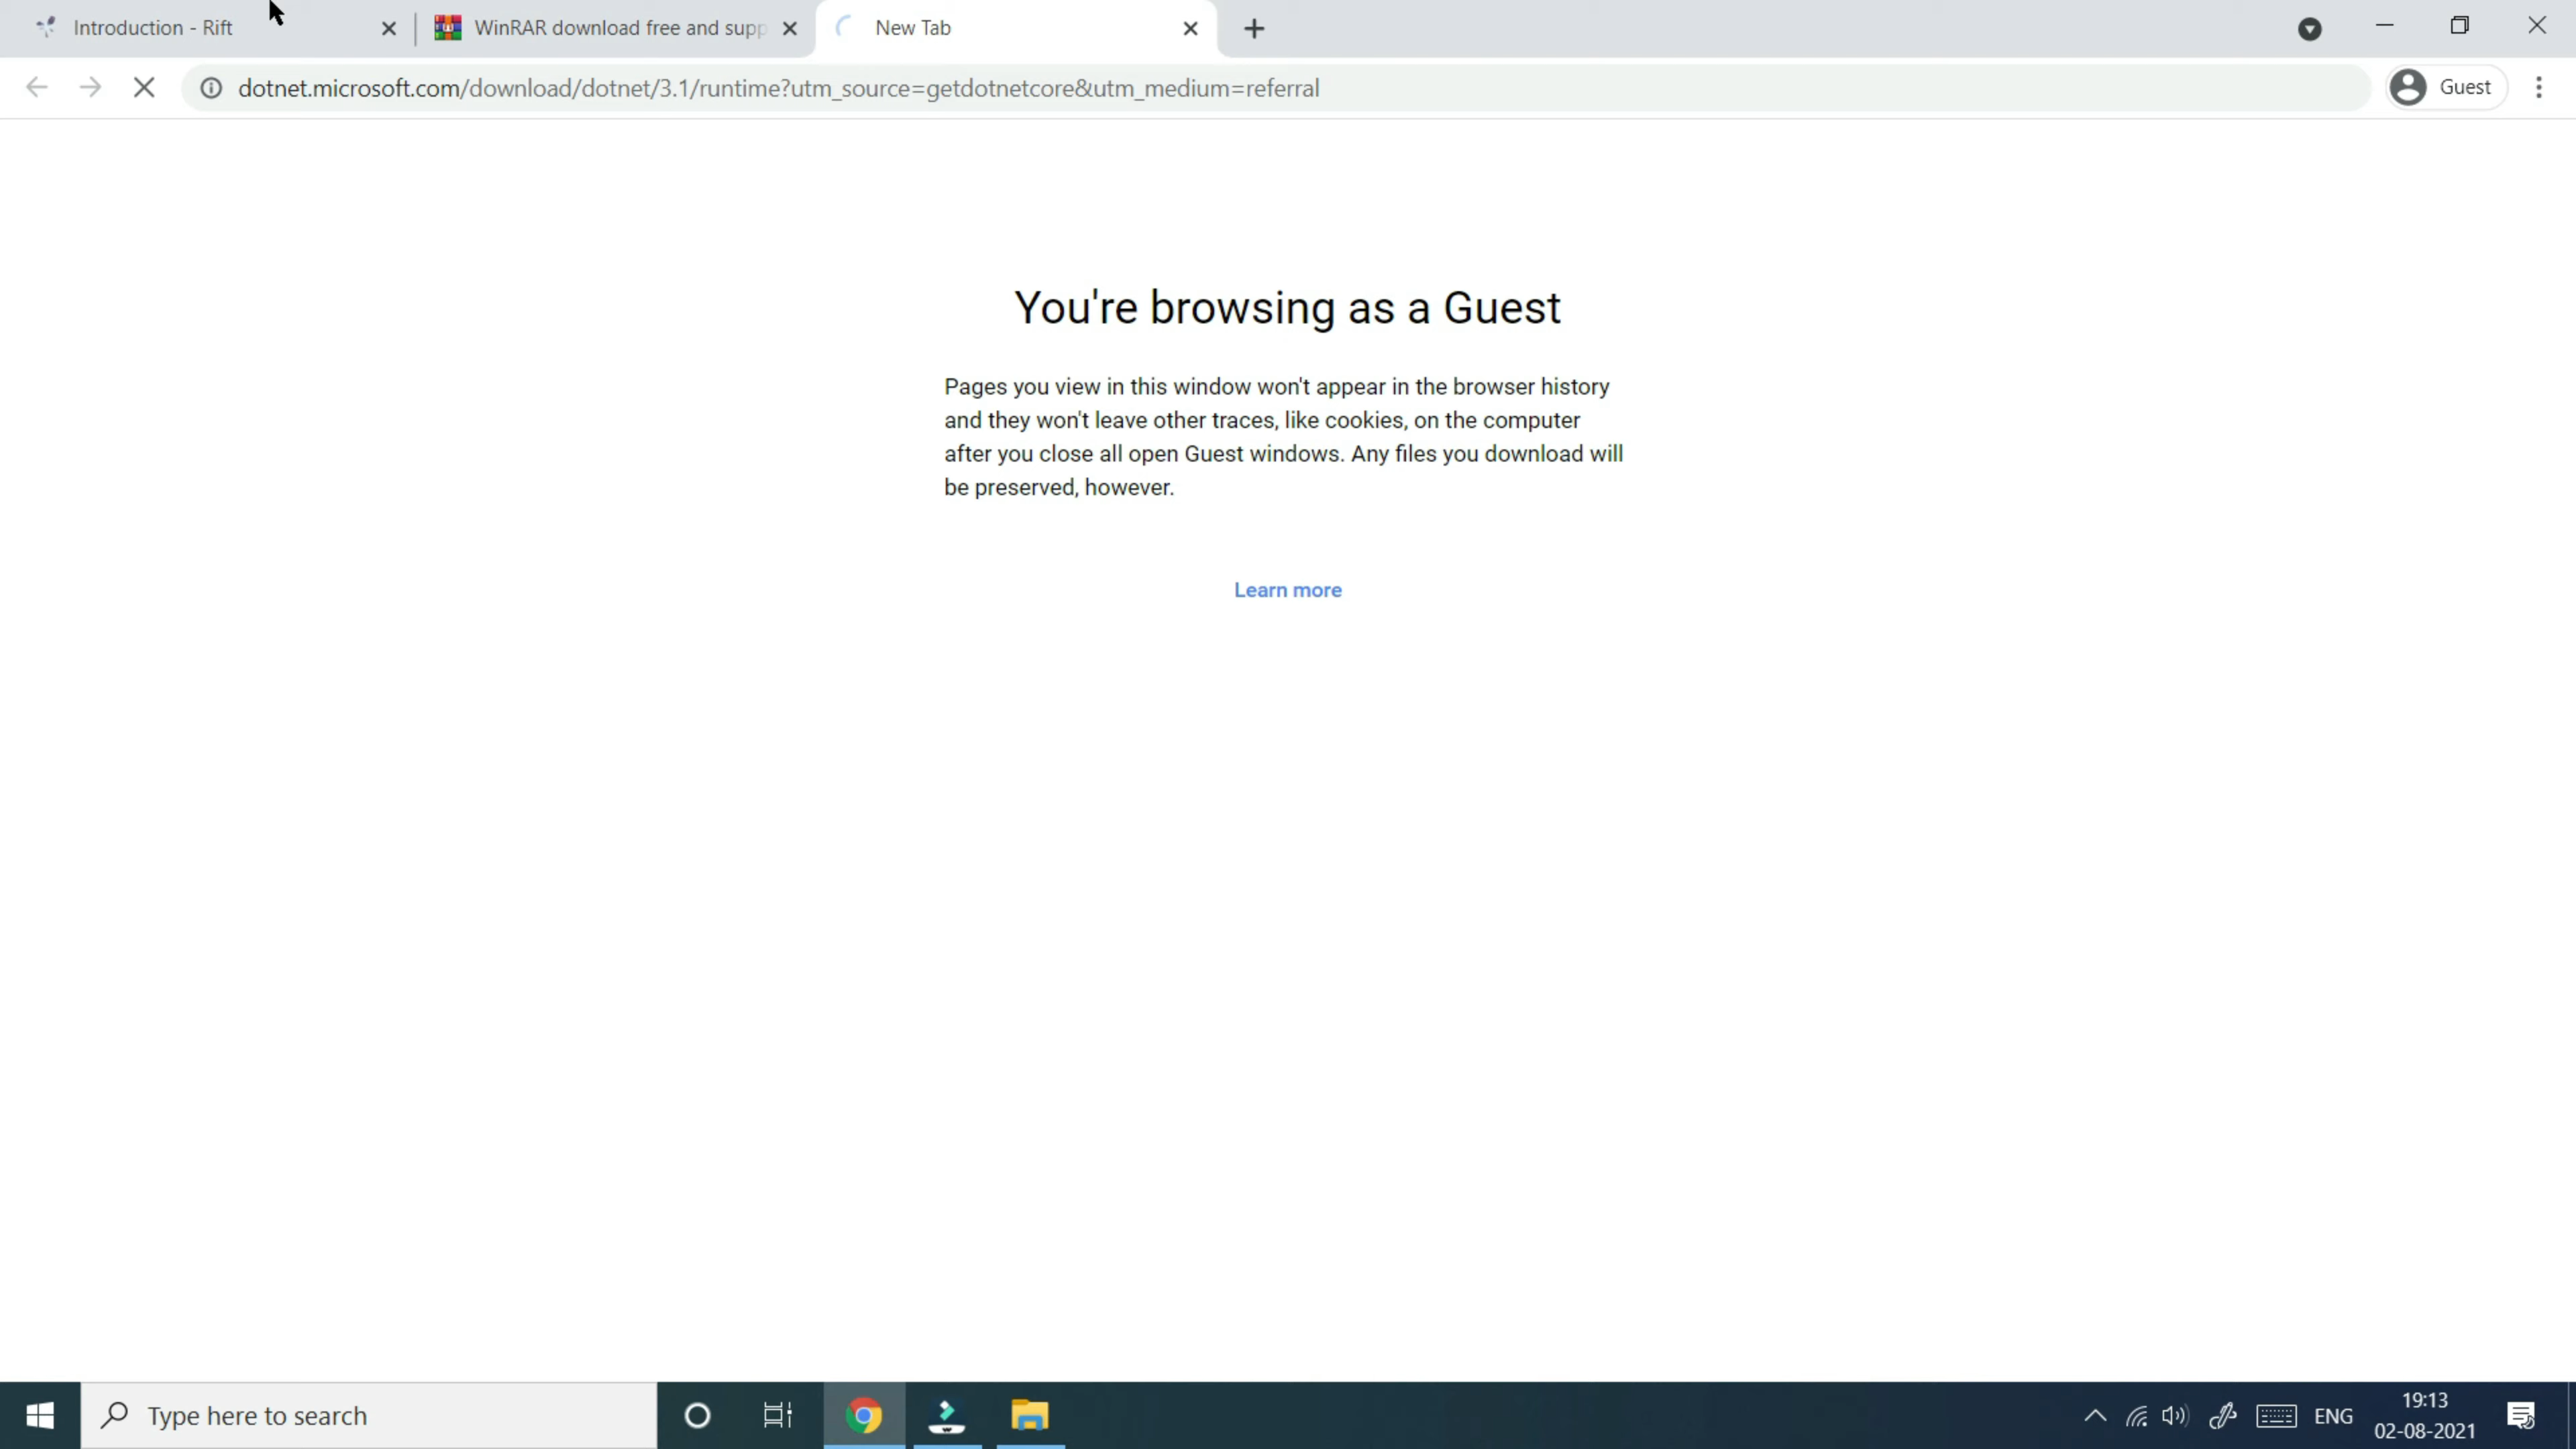 Introduction - Rift
WinRAR download free and supp
New Tab
dotnet.microsoft.com/download/dotnet/3.1/runtime?utm_source=getdotnetcore&utm_medium=referral
Guest
You're browsing as a Guest
Pages you view in this window won't appear in the browser history
and they won't leave other traces, like cookies, on the computer
after you close all open Guest windows. Any files you download will
be preserved, however.
Learn more
Type here to search
ENG
19:13
02-08-2021